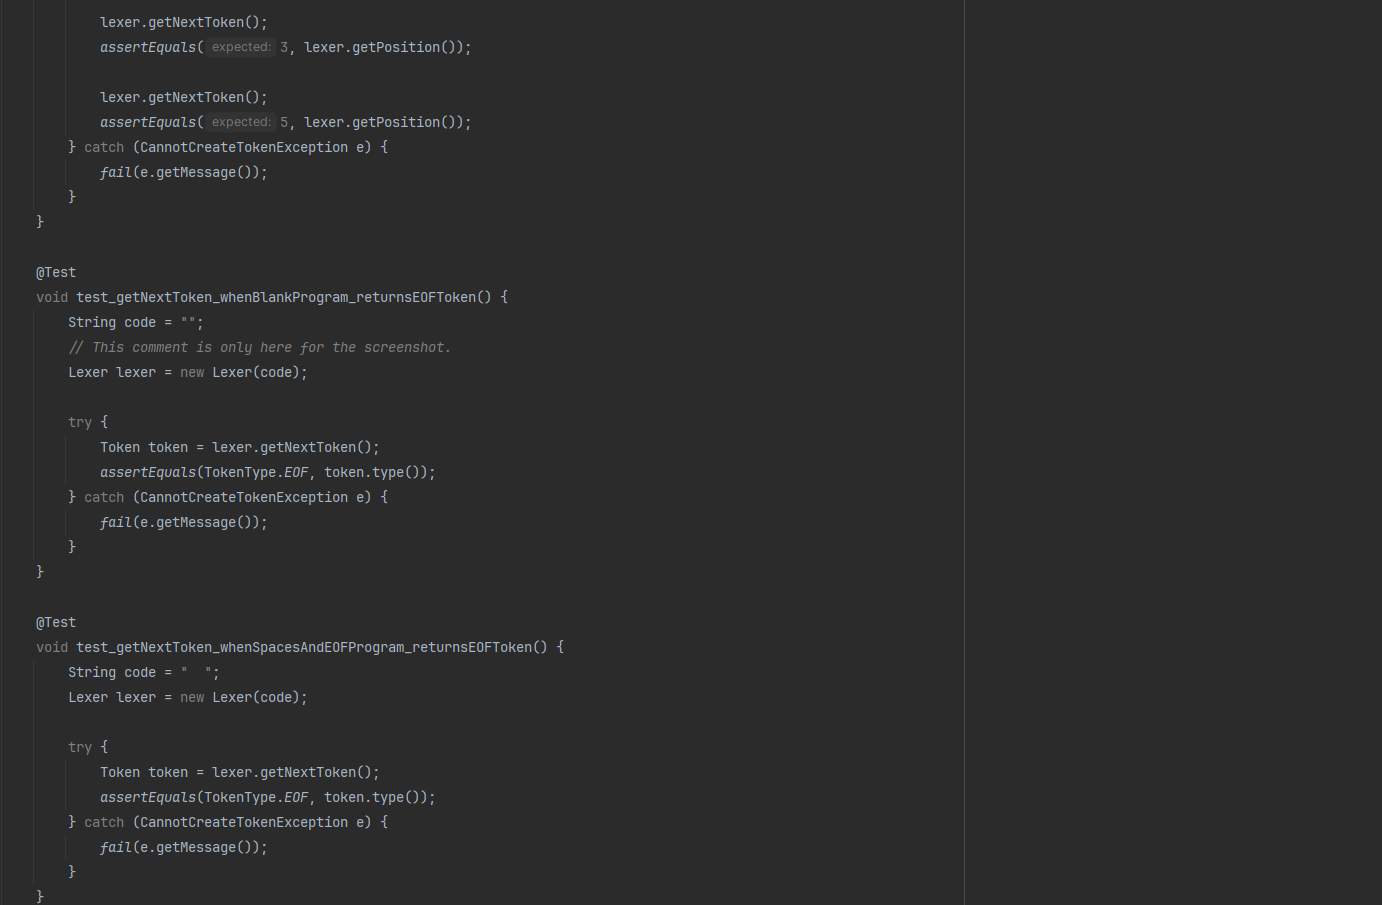 lexer.getNextToken();
assertEquals( expected: 3, lexer.getPosition());
lexer.getNextToken();
assertEquals( expected: 5, lexer.getPosition());
} catch (CannotCreateTokenException e) {
fail(e.getMessage());
}
}
@Test
void test_getNextToken_whenBlankProgram_returnsEOFToken() {
String code = "";
// This comment is only here for the screenshot.
Lexer lexer = new Lexer(code);
try {
Token token = lexer.getNextToken();
assertEquals(TokenType.EOF, token.type());
} catch (CannotCreateTokenException e) {
fail(e.getMessage());
}
}
@Test
void test_getNextToken_whenSpacesAndEOFProgram_returnsEOFToken() {
String code = "  ";
Lexer lexer = new Lexer(code);
try {
Token token = lexer.getNextToken();
assertEquals(TokenType.EOF, token.type());
} catch (CannotCreateTokenException e) {
fail(e.getMessage());
}
}